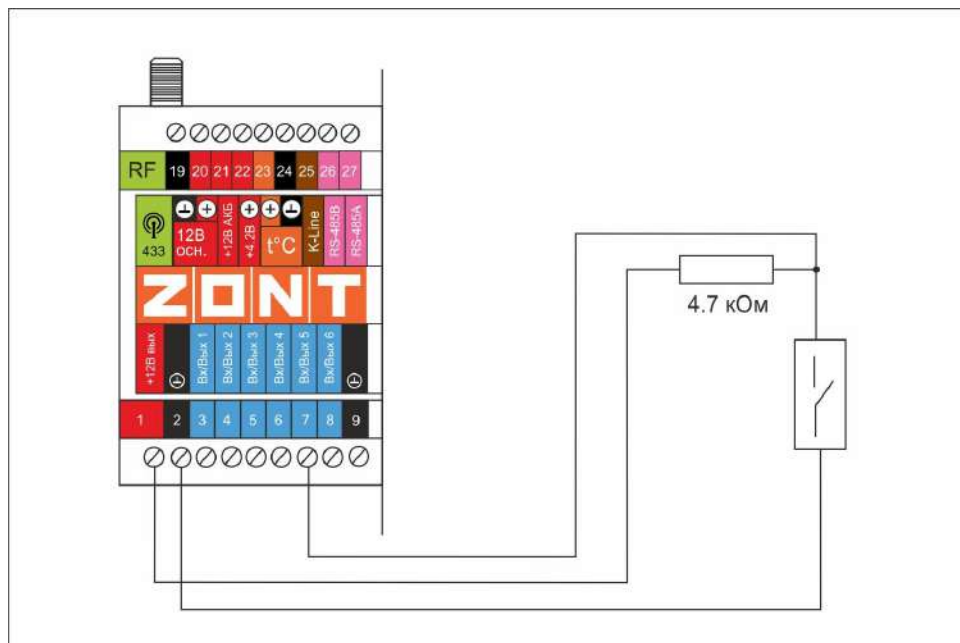 RF 19 20 21 22 23 24 25 26 27
433
12В
осн.
+12В АКБ
+4.2В
t°C
K-Line
RS-485B
RS-485A
ZONT
+12В вых
Вх/Вых 1
Вх/Вых 2
Вх/Вых 3
Вх/Вых 4
Вх/Вых 5
Вх/Вых 6
1 2 3 4 5 6 7 8 9
4.7 кОм